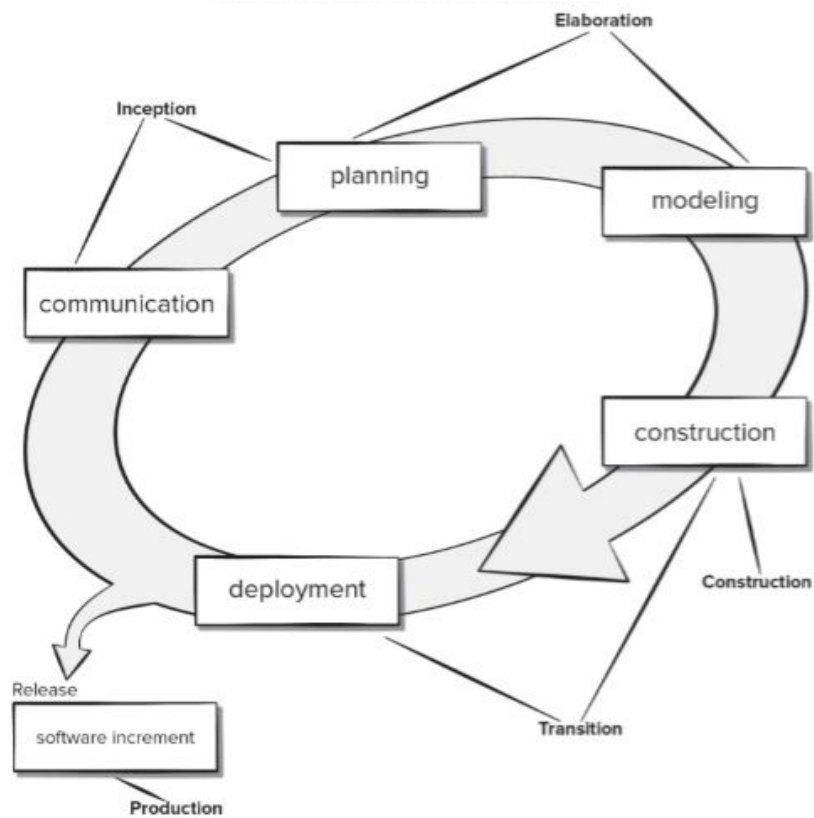 Elaboration
Inception
planning
modeling
communication
construction
deployment
Construction
Release
Transition
software increment
Production